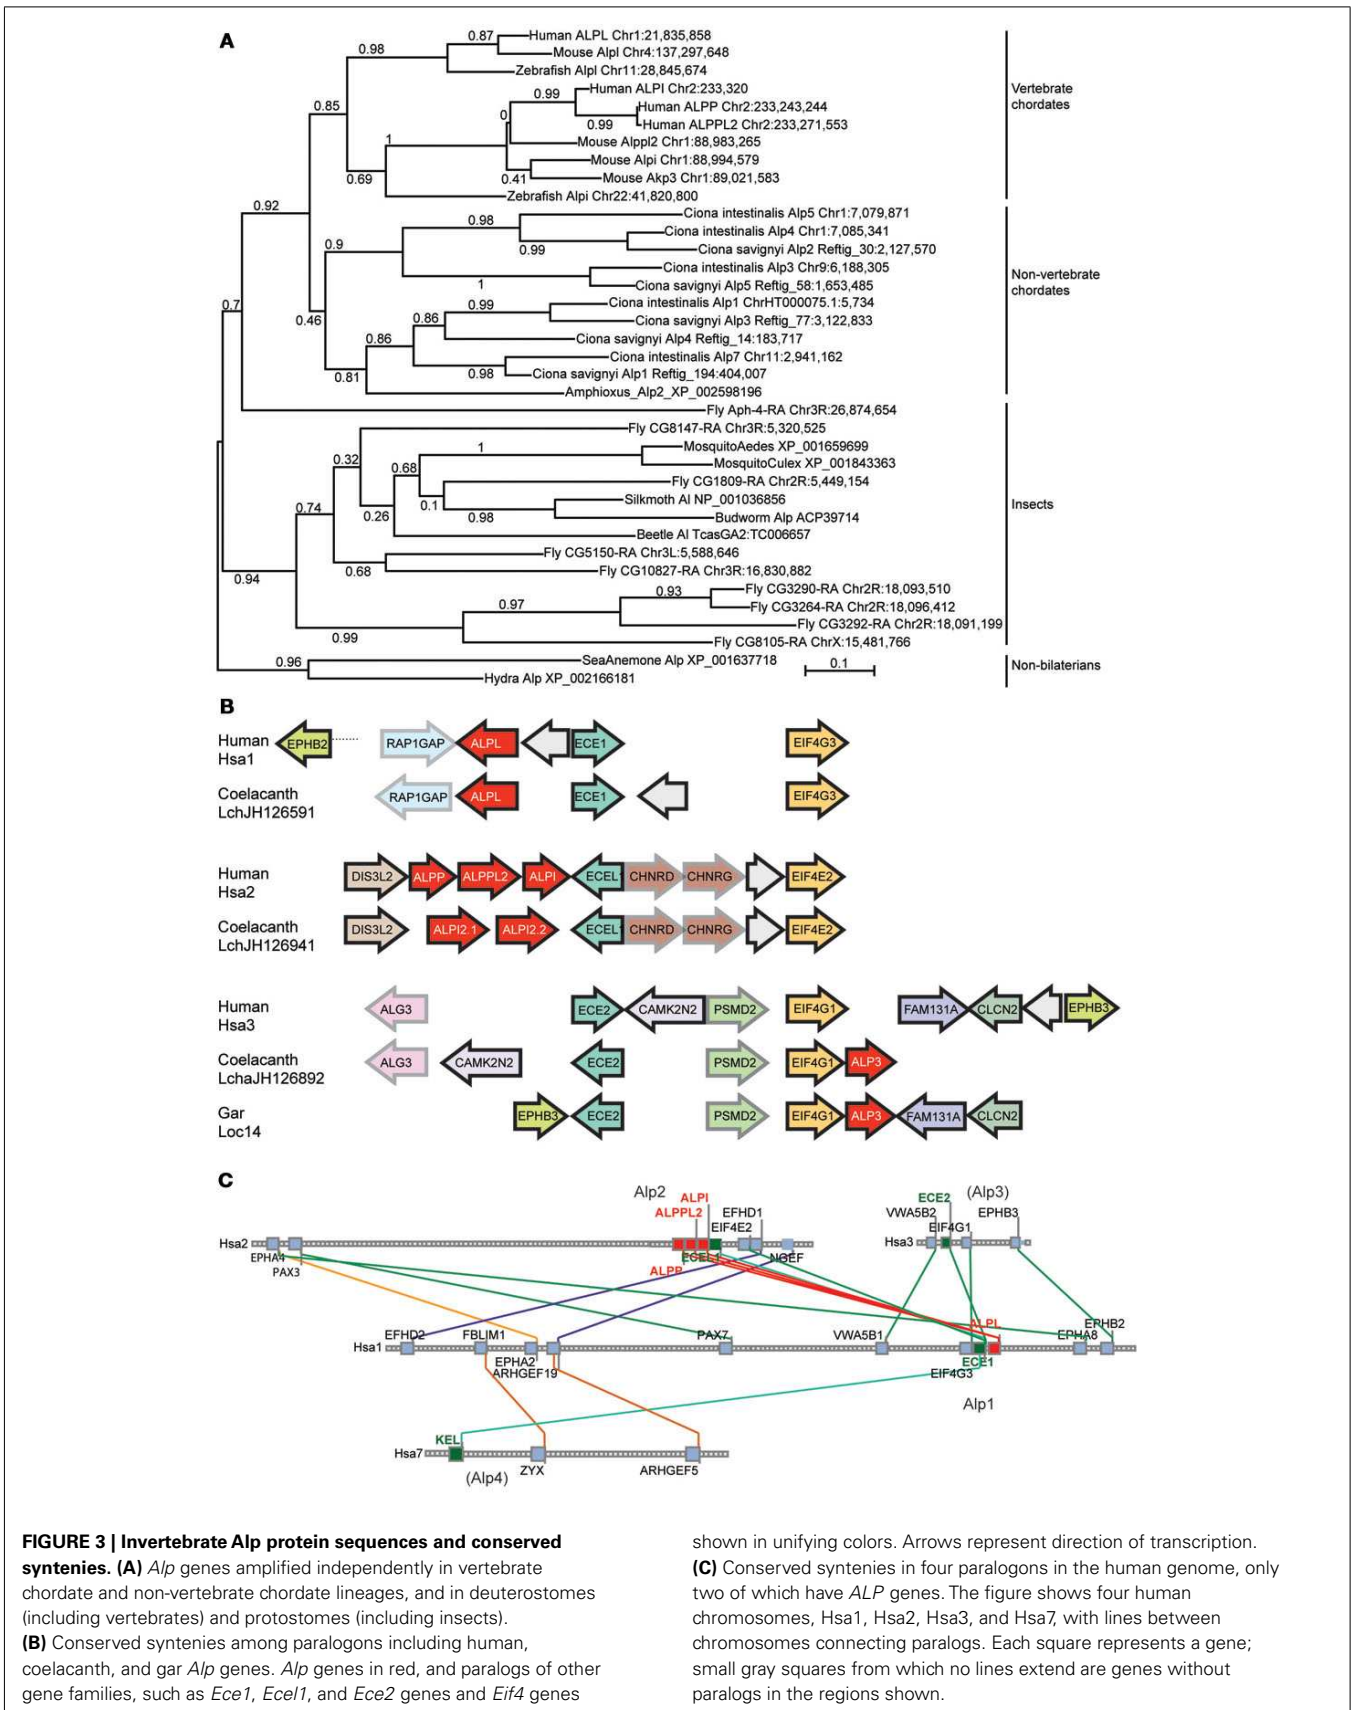 A
0.87
Human ALPL Chr1:21,835,858
0.98
Mouse Alpl Chr4:137,297,648
Zebrafish Alpl Chr11:28,845,674
Human ALPI Chr2:233,320
0.99
0.85
Human ALPP Chr2:233,243,244
Vertebrate
chordates
0
0.99
Human ALPPL2 Chr2:233,271,553
1
Mouse Alppl2 Chr1:88,983,265
Mouse Alpi Chr1:88,994,579
0.69
0.41
Mouse Akp3 Chr1:89,021,583
Zebrafish Alpi Chr22:41,820,800
0.92
0.98
Ciona intestinalis Alp5 Chr1:7,079,871
Ciona intestinalis Alp4 Chr1:7,085,341
0.9
0.99
Ciona savignyi Alp2 Reftig_30:2,127,570
Ciona intestinalis Alp3 Chr9:6,188,305
Non-vertebrate
chordates
1
Ciona savignyi Alp5 Reftig_58:1,653,485
0.7
0.99
Ciona intestinalis Alp1 ChrHT000075.1:5,734
0.46
0.86
Ciona savignyi Alp3 Reftig_77:3,122,833
0.86
Ciona savignyi Alp4 Reftig_14:183,717
Ciona intestinalis Alp7 Chr11:2,941,162
0.81
0.98
Ciona savignyi Alp1 Reftig_194:404,007
Amphioxus_Alp2_XP_002598196
Fly Aph-4-RA Chr3R:26,874,654
Fly CG8147-RA Chr3R:5,320,525
1
MosquitoAedes XP_001659699
0.32
0.68
MosquitoCulex XP_001843363
Fly CG1809-RA Chr2R:5,449,154
0.74
0.1
Silkmoth Al NP_001036856
Insects
0.26
0.98
Budworm Alp ACP39714
Beetle Al TcasGA2:TC006657
Fly CG5150-RA Chr3L:5,588,646
0.94
0.68
Fly CG10827-RA Chr3R:16,830,882
0.93
Fly CG3290-RA Chr2R:18,093,510
0.97
Fly CG3264-RA Chr2R:18,096,412
Fly CG3292-RA Chr2R:18,091,199
0.99
Fly CG8105-RA ChrX:15,481,766
0.96
SeaAnemone Alp XP_001637718
0.1
Non-bilaterians
Hydra Alp XP_002166181
B
Human
Hsa1
EPHB2 RAP1GAP ALPL ECE1 EIF4G3
Coelacanth
LchJH126591
RAP1GAP ALPL ECE1 EIF4G3
Human
Hsa2
DIS3L2 ALPP ALPPL2 ALPI ECEL1 CHNRD CHNRG EIF4E2
Coelacanth
LchJH126941
DIS3L2 ALPI2.1 ALPI2.2 ECEL1 CHNRD CHNRG EIF4E2
Human
Hsa3
ALG3 ECE2 CAMK2N2 PSMD2 EIF4G1 FAM131A CLCN2 EPHB3
Coelacanth
LchaJH126892
ALG3 CAMK2N2 ECE2 PSMD2 EIF4G1 ALP3
Gar
Loc14
EPHB3 ECE2 PSMD2 EIF4G1 ALP3 FAM131A CLCN2
C
Alp2 ALPI ECE2 (Alp3)
ALPPL2 EFHD1 VWA5B2 EPHB3
EIF4E2 EIF4G1
Hsa2 Hsa3
EPHA4 ECEL1 NGEF
PAX3 ALPP
EFHD2 FBLIM1 PAX7 VWA5B1 ALPL EPHA8 EPHB2
Hsa1
EPHA2 ECE1
ARHGEF19 EIF4G3
Alp1
KEL
Hsa7
(Alp4) ZYX ARHGEF5
FIGURE 3 | Invertebrate Alp protein sequences and conserved
syntenies. (A) Alp genes amplified independently in vertebrate
chordate and non-vertebrate chordate lineages, and in deuterostomes
(including vertebrates) and protostomes (including insects).
(B) Conserved syntenies among paralogons including human,
coelacanth, and gar Alp genes. Alp genes in red, and paralogs of other
gene families, such as Ece1, Ecel1, and Ece2 genes and Eif4 genes
shown in unifying colors. Arrows represent direction of transcription.
(C) Conserved syntenies in four paralogons in the human genome, only
two of which have ALP genes. The figure shows four human
chromosomes, Hsa1, Hsa2, Hsa3, and Hsa7, with lines between
chromosomes connecting paralogs. Each square represents a gene;
small gray squares from which no lines extend are genes without
paralogs in the regions shown.